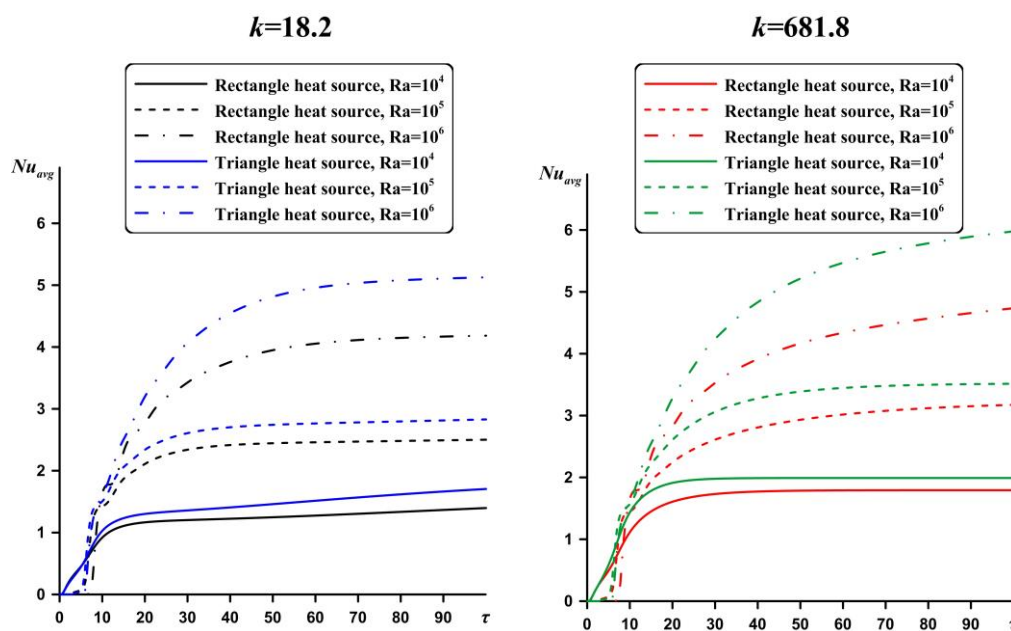 k=18.2
Rectangle heat source, Ra=10⁴
Rectangle heat source, Ra=10⁵
Rectangle heat source, Ra=10⁶
Triangle heat source, Ra=10⁴
Triangle heat source, Ra=10⁵
Triangle heat source, Ra=10⁶
Nu_avg
6
5
4
3
2
1
0
0 10 20 30 40 50 60 70 80 90 τ
k=681.8
Rectangle heat source, Ra=10⁴
Rectangle heat source, Ra=10⁵
Rectangle heat source, Ra=10⁶
Triangle heat source, Ra=10⁴
Triangle heat source, Ra=10⁵
Triangle heat source, Ra=10⁶
Nu_avg
6
5
4
3
2
1
0
0 10 20 30 40 50 60 70 80 90 τ